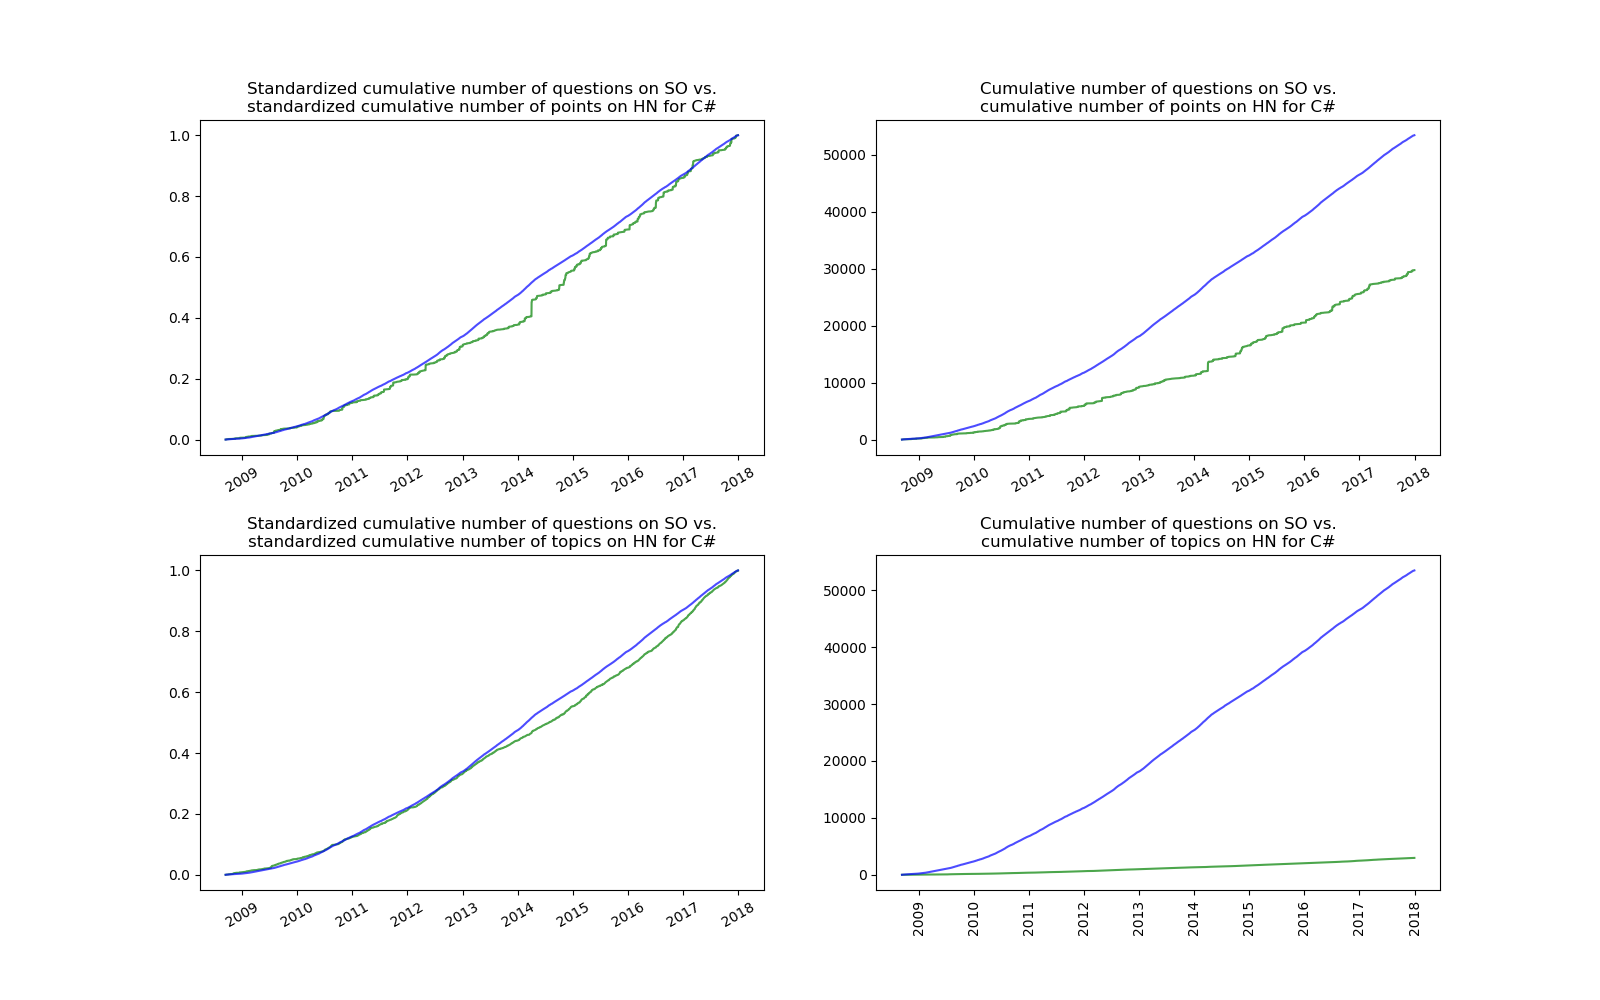 Standardized cumulative number of questions on SO vs.
standardized cumulative number of points on HN for C#
1.0
0.8
0.6
0.4
0.2
0.0
2009 2010 2011 2012 2013 2014 2015 2016 2017 2018
Cumulative number of questions on SO vs.
cumulative number of points on HN for C#
50000
40000
30000
20000
10000
0
2009 2010 2011 2012 2013 2014 2015 2016 2017 2018
Standardized cumulative number of questions on SO vs.
standardized cumulative number of topics on HN for C#
1.0
0.8
0.6
0.4
0.2
0.0
2009 2010 2011 2012 2013 2014 2015 2016 2017 2018
Cumulative number of questions on SO vs.
cumulative number of topics on HN for C#
50000
40000
30000
20000
10000
0
2009 2010 2011 2012 2013 2014 2015 2016 2017 2018